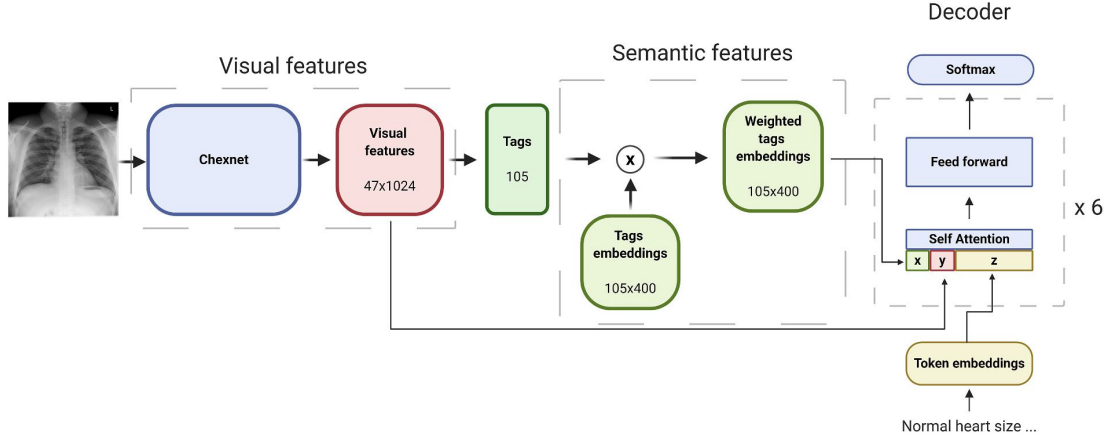 Decoder
Visual features
Semantic features
L
Chexnet
Visual
features
47x1024
Tags
105
x
Tags
embeddings
105x400
Weighted
tags
embeddings
105x400
Softmax
Feed forward
x 6
Self Attention
x
y
z
Token embeddings
Normal heart size ...